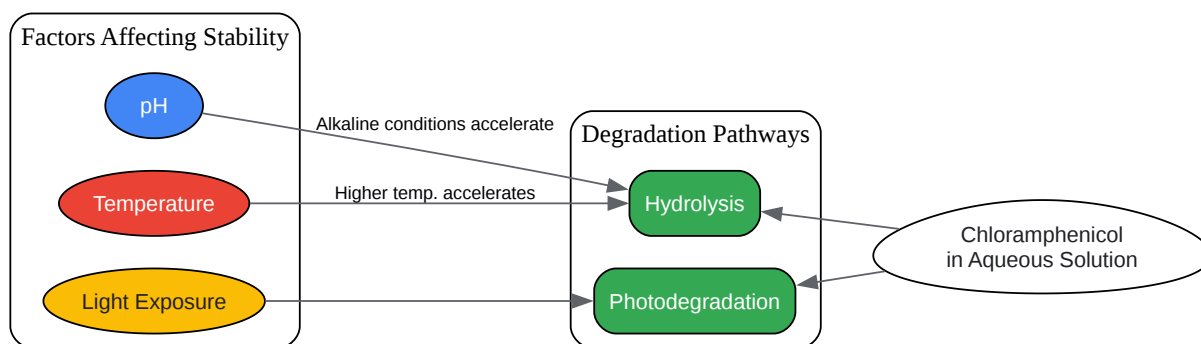 Factors Affecting Stability
pH
Alkaline conditions accelerate
Degradation Pathways
Temperature
Higher temp. accelerates
Hydrolysis
Chloramphenicol
in Aqueous Solution
Light Exposure
Photodegradation